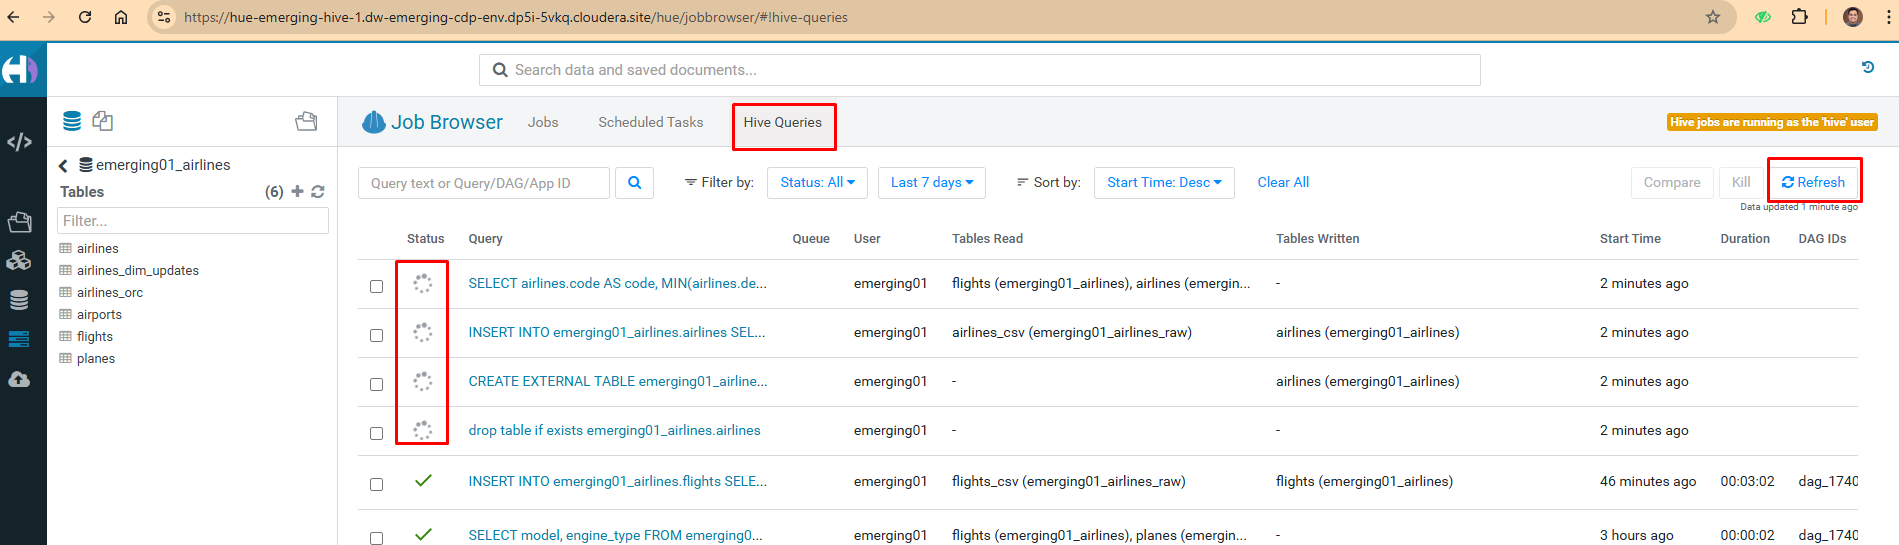 https://hue-emerging-hive-1.dw-emerging-cdp-env.dp5i-5vkq.cloudera.site/hue/jobbrowser/#!hive-queries
Search data and saved documents...
Job Browser Jobs Scheduled Tasks Hive Queries
Hive jobs are running as the 'hive' user
emerging01_airlines
Tables (6)
Filter...
airlines
airlines_dim_updates
airlines_orc
airports
flights
planes
Query text or Query/DAG/App ID Filter by: Status: All Last 7 days Sort by: Start Time: Desc Clear All Compare Kill Refresh
Data updated 1 minute ago
Status Query Queue User Tables Read Tables Written Start Time Duration DAG IDs
SELECT airlines.code AS code, MIN(airlines.de... emerging01 flights (emerging01_airlines), airlines (emergin... - 2 minutes ago
INSERT INTO emerging01_airlines.airlines SEL... emerging01 airlines_csv (emerging01_airlines_raw) airlines (emerging01_airlines) 2 minutes ago
CREATE EXTERNAL TABLE emerging01_airline... emerging01 - airlines (emerging01_airlines) 2 minutes ago
drop table if exists emerging01_airlines.airlines emerging01 - - 2 minutes ago
INSERT INTO emerging01_airlines.flights SELE... emerging01 flights_csv (emerging01_airlines_raw) flights (emerging01_airlines) 46 minutes ago 00:03:02 dag_1740
SELECT model, engine_type FROM emerging0... emerging01 flights (emerging01_airlines), planes (emergin... - 3 hours ago 00:00:02 dag_1740